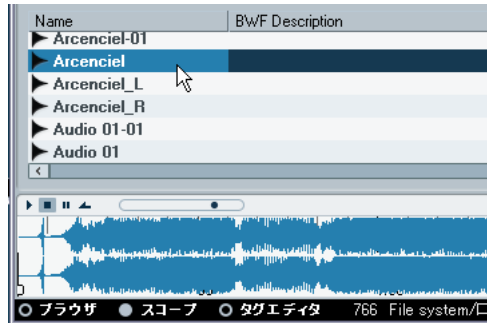 Name BWF Description
Arcenciel-01
Arcenciel
Arcenciel_L
Arcenciel_R
Audio 01-01
Audio 01
ブラウザ スコープ タグエディタ 766 File system/ロ